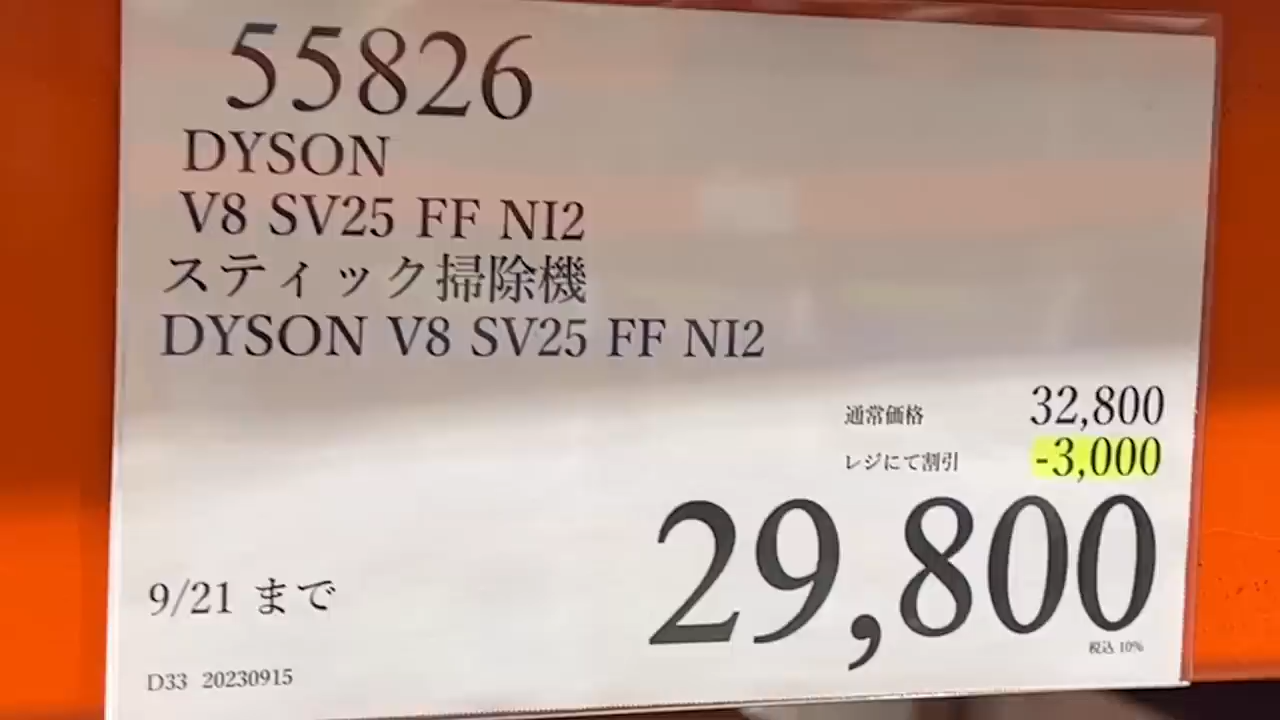 55826
DYSON
V8 SV25 FF NI2
スティック掃除機
DYSON V8 SV25 FF NI2
通常価格 32,800
レジにて割引 -3,000
29,800
税込 10%
9/21 まで
D33 20230915